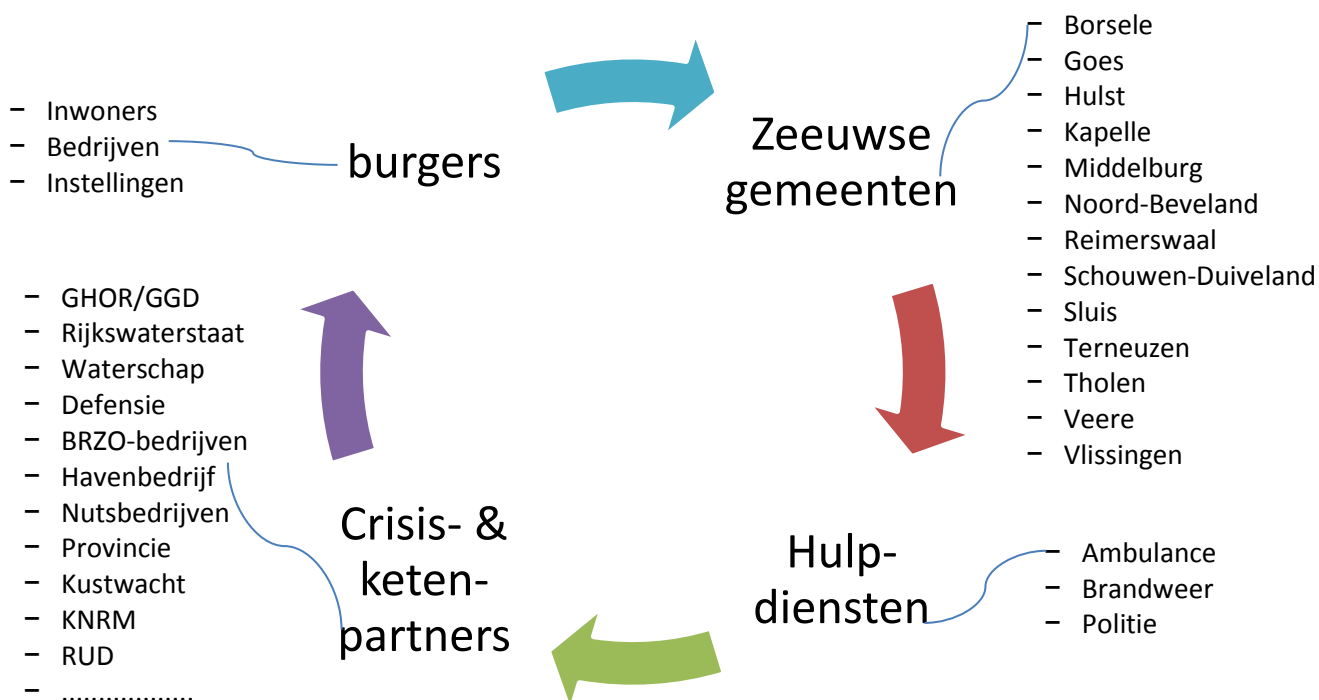 – Inwoners
– Bedrijven
– Instellingen
burgers
Zeeuwse
gemeenten
– Borsele
– Goes
– Hulst
– Kapelle
– Middelburg
– Noord-Beveland
– Reimerswaal
– Schouwen-Duiveland
– Sluis
– Terneuzen
– Tholen
– Veere
– Vlissingen
– GHOR/GGD
– Rijkswaterstaat
– Waterschap
– Defensie
– BRZO-bedrijven
– Havenbedrijf
– Nutsbedrijven
– Provincie
– Kustwacht
– KNRM
– RUD
– ..................
Crisis- &
keten-
partners
Hulp-
diensten
– Ambulance
– Brandweer
– Politie